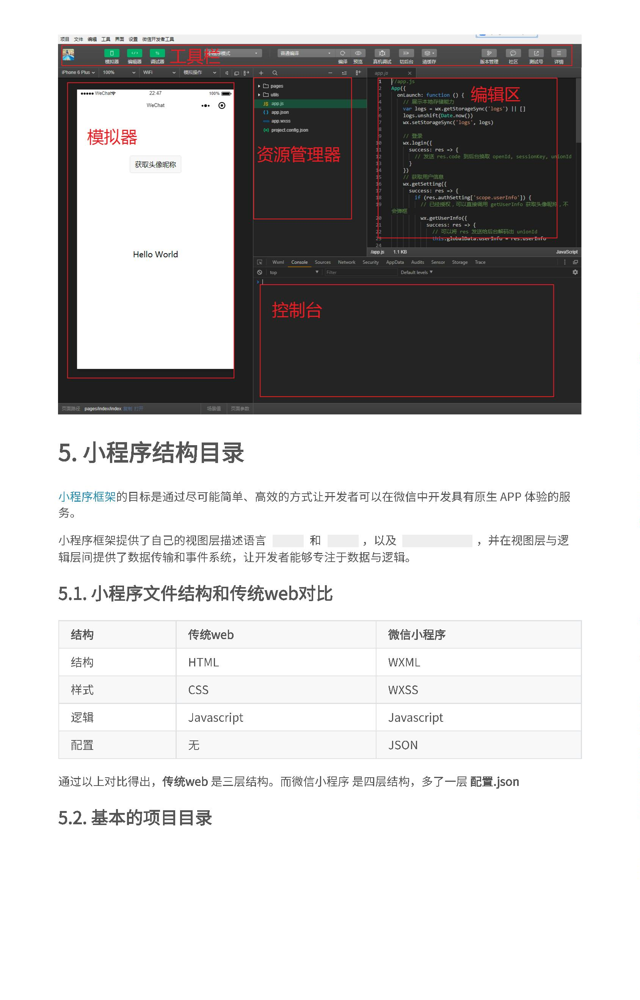 项目 文件 编辑 工具 界面 设置 微信开发者工具
工具栏
小程序模式
普通编译
模拟器 编辑器 调试器 编译 预览 真机调试 切后台 清缓存 版本管理 社区 测试号 详情
iPhone 6 Plus 100% WiFi 模拟操作
WeChat 22:47 100%
WeChat
模拟器
获取头像昵称
Hello World
pages
utils
JS app.js
{ } app.json
app.wxss
{o} project.config.json
资源管理器
app.js
编辑区
1 //app.js
2 App({
3 onLaunch: function () {
4 // 展示本地存储能力
5 var logs = wx.getStorageSync('logs') || []
6 logs.unshift(Date.now())
7 wx.setStorageSync('logs', logs)
8
9 // 登录
10 wx.login({
11 success: res => {
12 // 发送 res.code 到后台换取 openId, sessionKey, unionId
13 }
14 })
15 // 获取用户信息
16 wx.getSetting({
17 success: res => {
18 if (res.authSetting['scope.userInfo']) {
19 // 已经授权，可以直接调用 getUserInfo 获取头像昵称，不
会弹框
20 wx.getUserInfo({
21 success: res => {
22 // 可以将 res 发送给后台解码出 unionId
23 this.globalData.userInfo = res.userInfo
24
/app.js 1.1 KB JavaScript
Wxml Console Sources Network Security AppData Audits Sensor Storage Trace
top Filter Default levels
>
控制台
页面路径 pages/index/index 复制 打开 场景值 页面参数
5. 小程序结构目录
小程序框架的目标是通过尽可能简单、高效的方式让开发者可以在微信中开发具有原生 APP 体验的服
务。
小程序框架提供了自己的视图层描述语言 和 ，以及 ，并在视图层与逻
辑层间提供了数据传输和事件系统，让开发者能够专注于数据与逻辑。
5.1. 小程序文件结构和传统web对比
结构 传统web 微信小程序
结构 HTML WXML
样式 CSS WXSS
逻辑 Javascript Javascript
配置 无 JSON
通过以上对比得出，传统web 是三层结构。而微信小程序 是四层结构，多了一层 配置.json
5.2. 基本的项目目录